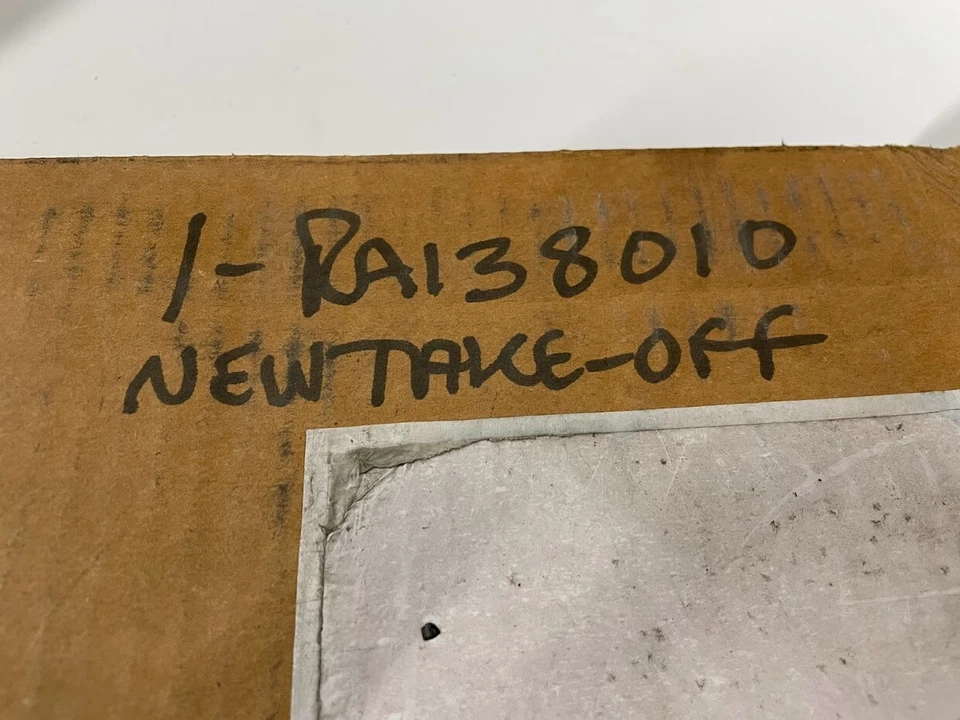 1- RA138010
NEW TAKE-OFF